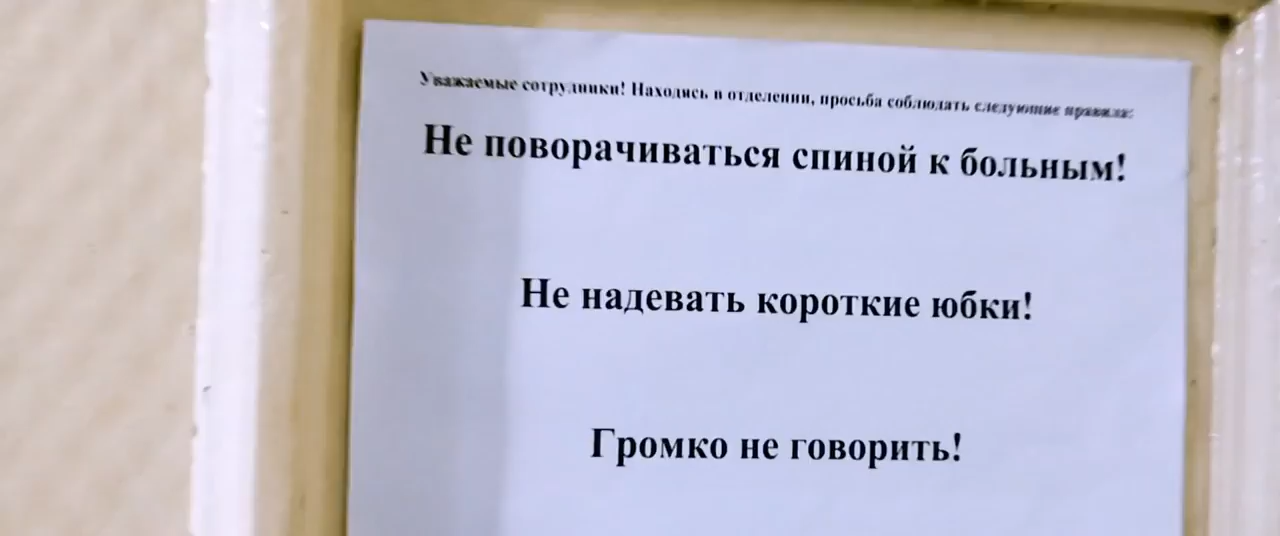 Уважаемые сотрудники! Находясь в отделении, просьба соблюдать следующие правила:
Не поворачиваться спиной к больным!
Не надевать короткие юбки!
Громко не говорить!